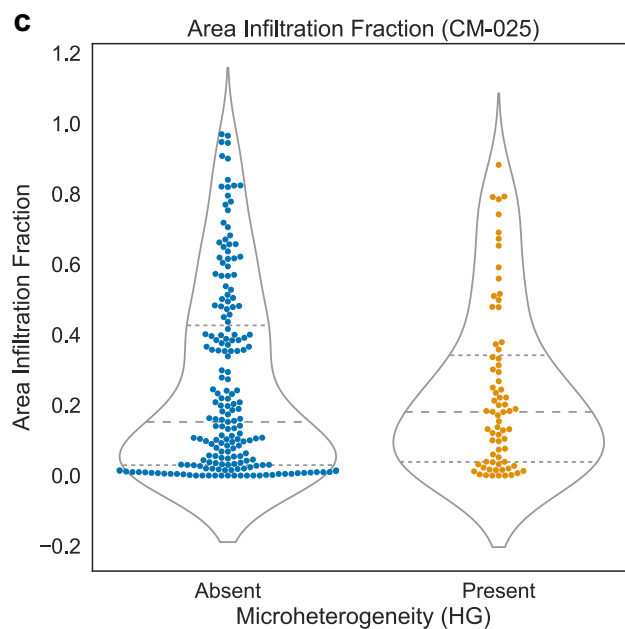 c
Area Infiltration Fraction (CM-025)
Area Infiltration Fraction
1.2
1.0
0.8
0.6
0.4
0.2
0.0
−0.2
Absent
Present
Microheterogeneity (HG)